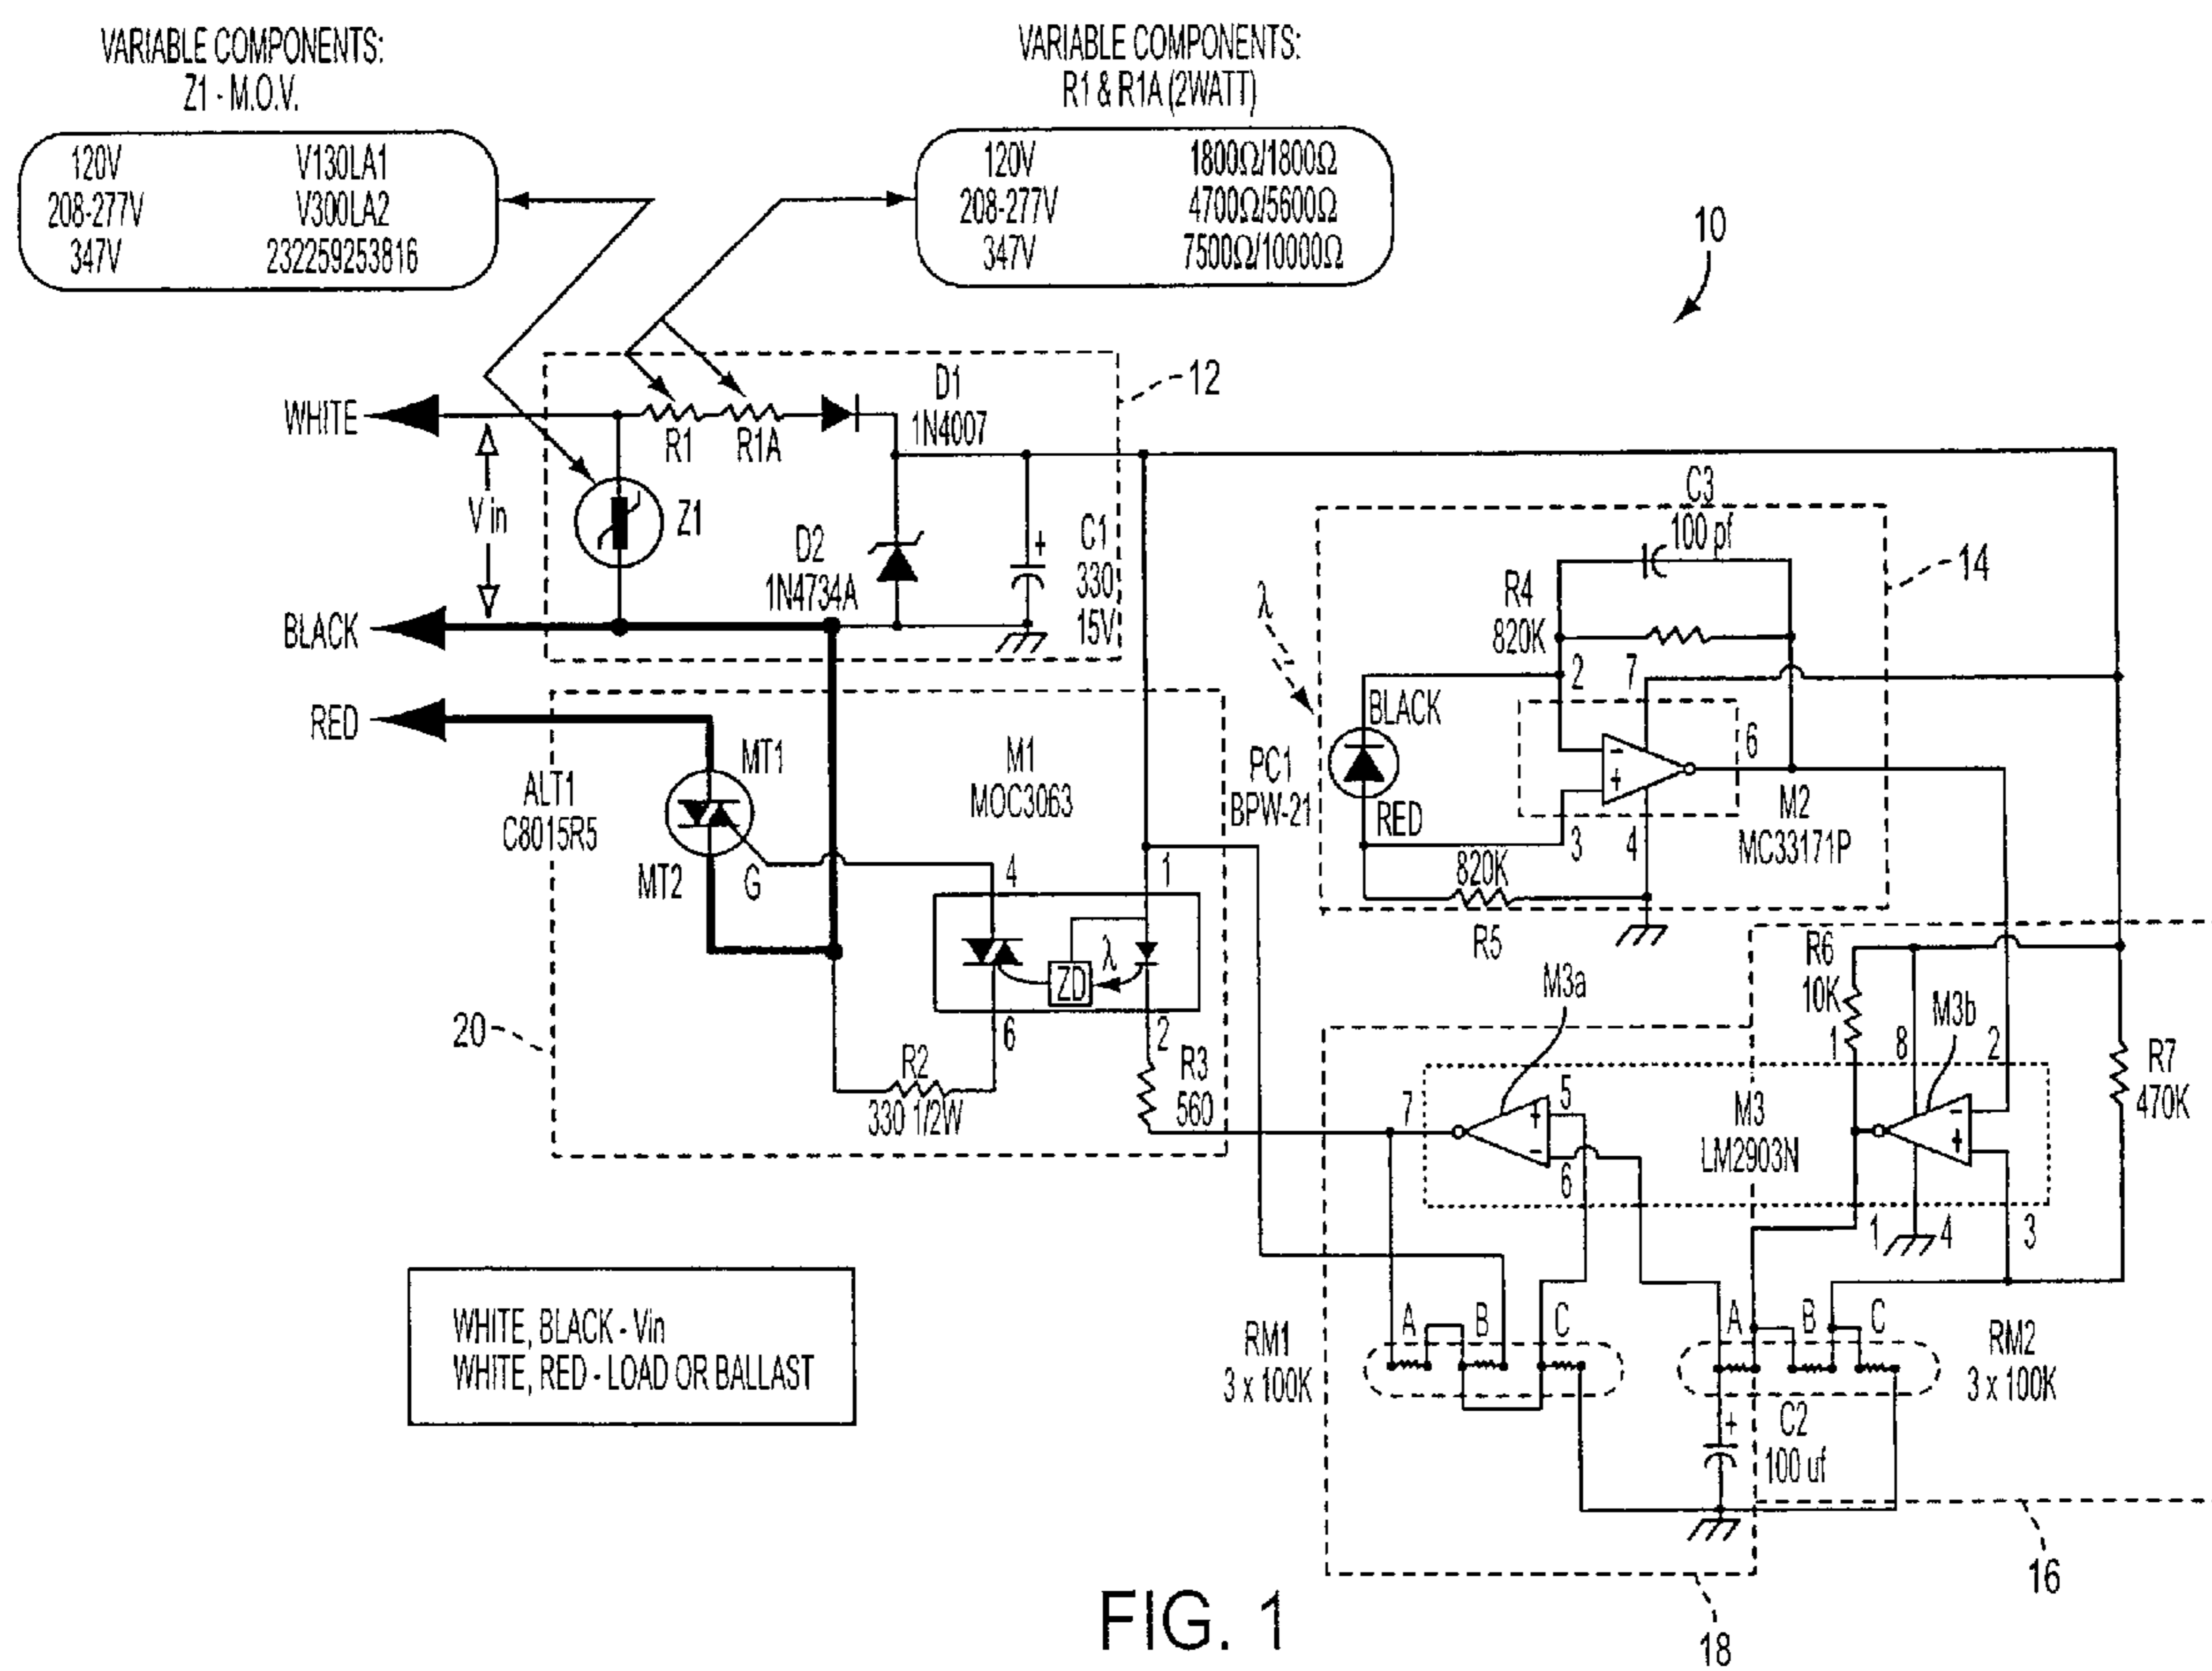 VARIABLE COMPONENTS:
Z1 - M.O.V.
120V V130LA1
208-277V V300LA2
347V 232259253816
VARIABLE COMPONENTS:
R1 & R1A (2WATT)
120V 1800Ω/1800Ω
208-277V 4700Ω/5600Ω
347V 7500Ω/10000Ω
10
12
WHITE
V in
BLACK
RED
R1
R1A
D1
1N4007
Z1
D2
1N4734A
C1
+
330
15V
ALT1
C8015R5
MT1
MT2
G
M1
MOC3063
4
1
ZD
λ
6
2
R2
330 1/2W
R3
560
20
C3
100 pf
14
R4
820K
λ
2
7
BLACK
PC1
BPW-21
RED
-
+
6
3
4
M2
MC33171P
820K
R5
R6
10K
M3a
M3b
1
8
2
R7
470K
7
5
+
-
6
M3
LM2903N
-
+
1
4
3
A
B
C
RM1
3 x 100K
A
B
C
RM2
3 x 100K
+
C2
100 uf
16
18
WHITE, BLACK - Vin
WHITE, RED - LOAD OR BALLAST
FIG. 1